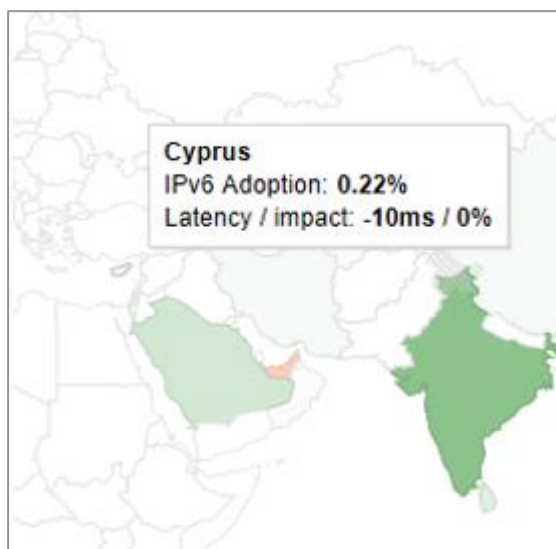 Cyprus
IPv6 Adoption: 0.22%
Latency / impact: -10ms / 0%